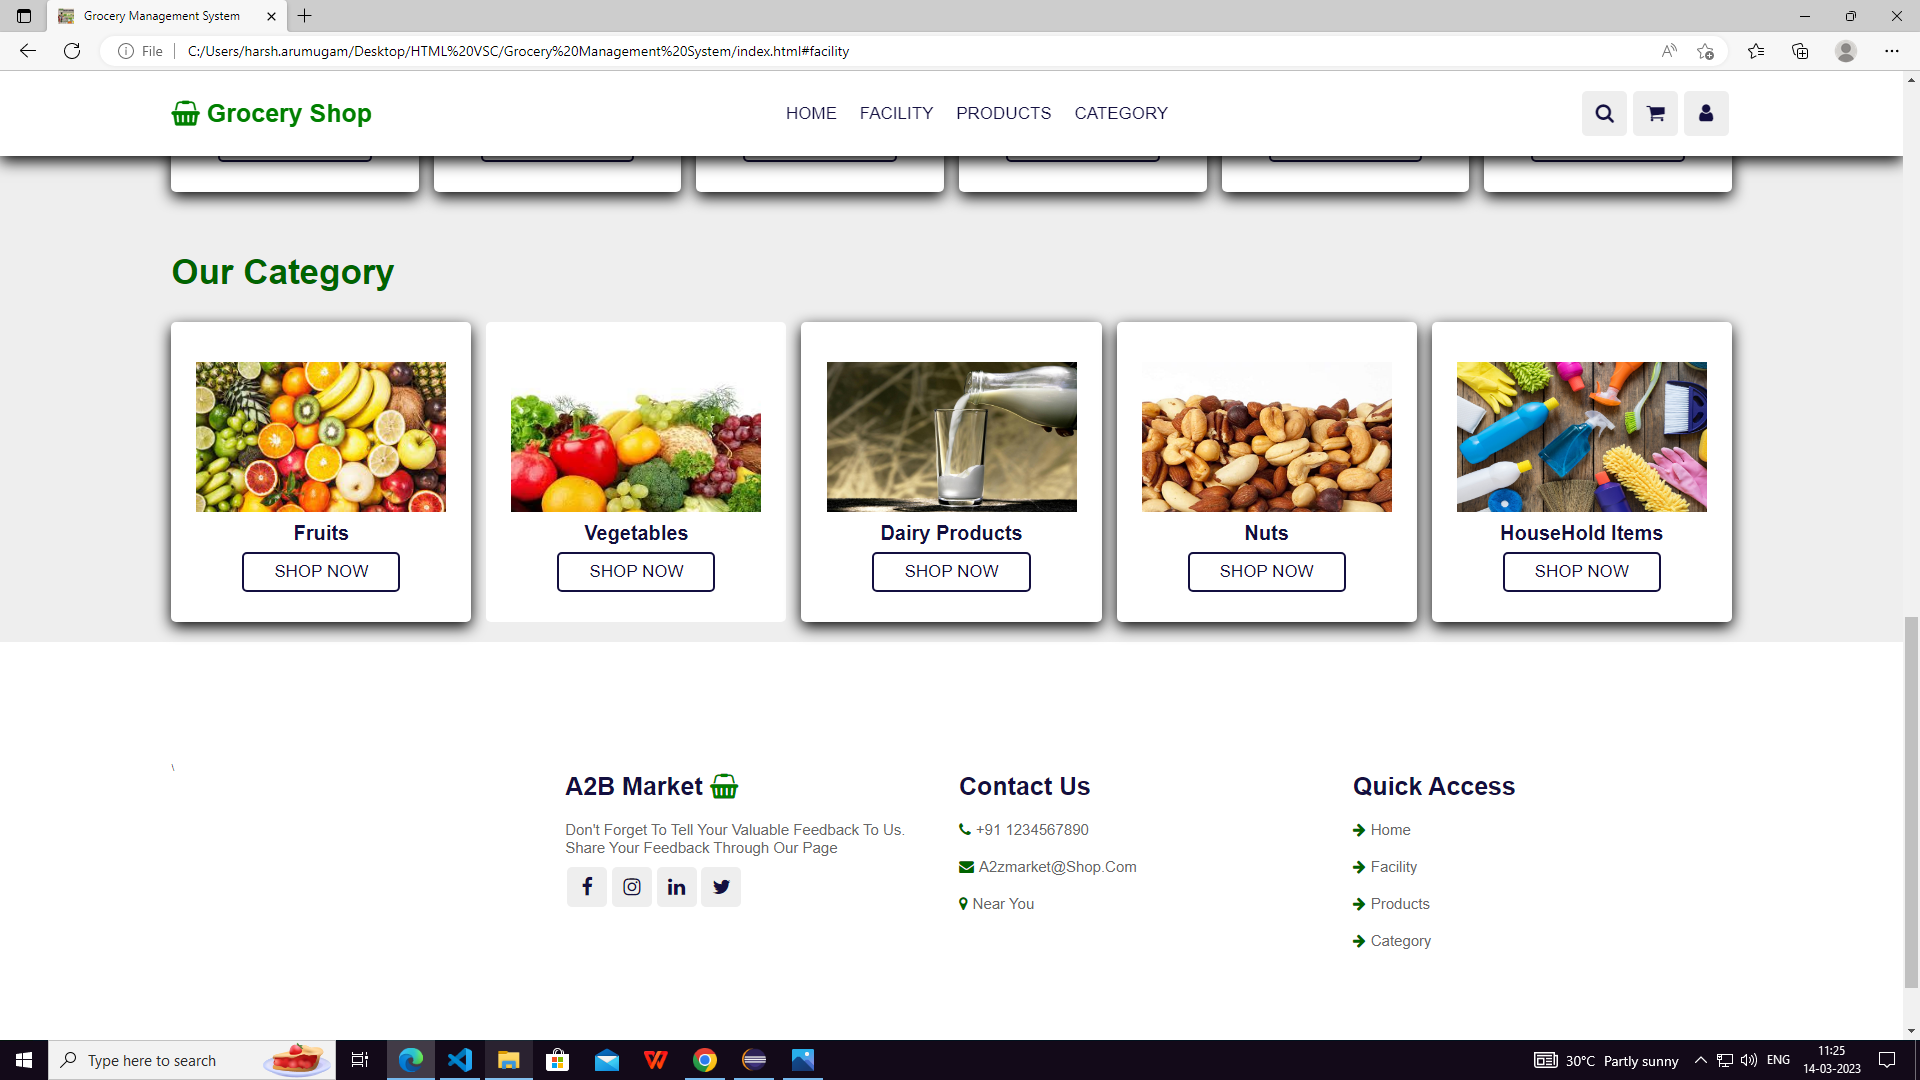 Grocery Management System
File
C:/Users/harsh.arumugam/Desktop/HTML%20VSC/Grocery%20Management%20System/index.html#facility
Grocery Shop
HOME FACILITY PRODUCTS CATEGORY
Our Category
Fruits
SHOP NOW
Vegetables
SHOP NOW
Dairy Products
SHOP NOW
Nuts
SHOP NOW
HouseHold Items
SHOP NOW
\
A2B Market
Don't Forget To Tell Your Valuable Feedback To Us.
Share Your Feedback Through Our Page
Contact Us
+91 1234567890
A2zmarket@Shop.Com
Near You
Quick Access
Home
Facility
Products
Category
Type here to search
30°C Partly sunny
ENG
11:25
14-03-2023